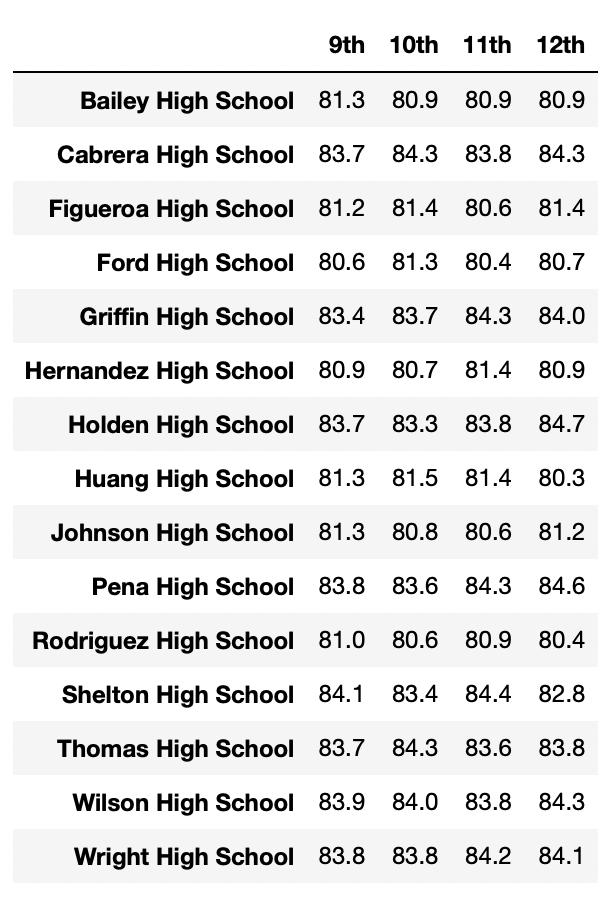 9th 10th 11th 12th
Bailey High School 81.3 80.9 80.9 80.9
Cabrera High School 83.7 84.3 83.8 84.3
Figueroa High School 81.2 81.4 80.6 81.4
Ford High School 80.6 81.3 80.4 80.7
Griffin High School 83.4 83.7 84.3 84.0
Hernandez High School 80.9 80.7 81.4 80.9
Holden High School 83.7 83.3 83.8 84.7
Huang High School 81.3 81.5 81.4 80.3
Johnson High School 81.3 80.8 80.6 81.2
Pena High School 83.8 83.6 84.3 84.6
Rodriguez High School 81.0 80.6 80.9 80.4
Shelton High School 84.1 83.4 84.4 82.8
Thomas High School 83.7 84.3 83.6 83.8
Wilson High School 83.9 84.0 83.8 84.3
Wright High School 83.8 83.8 84.2 84.1